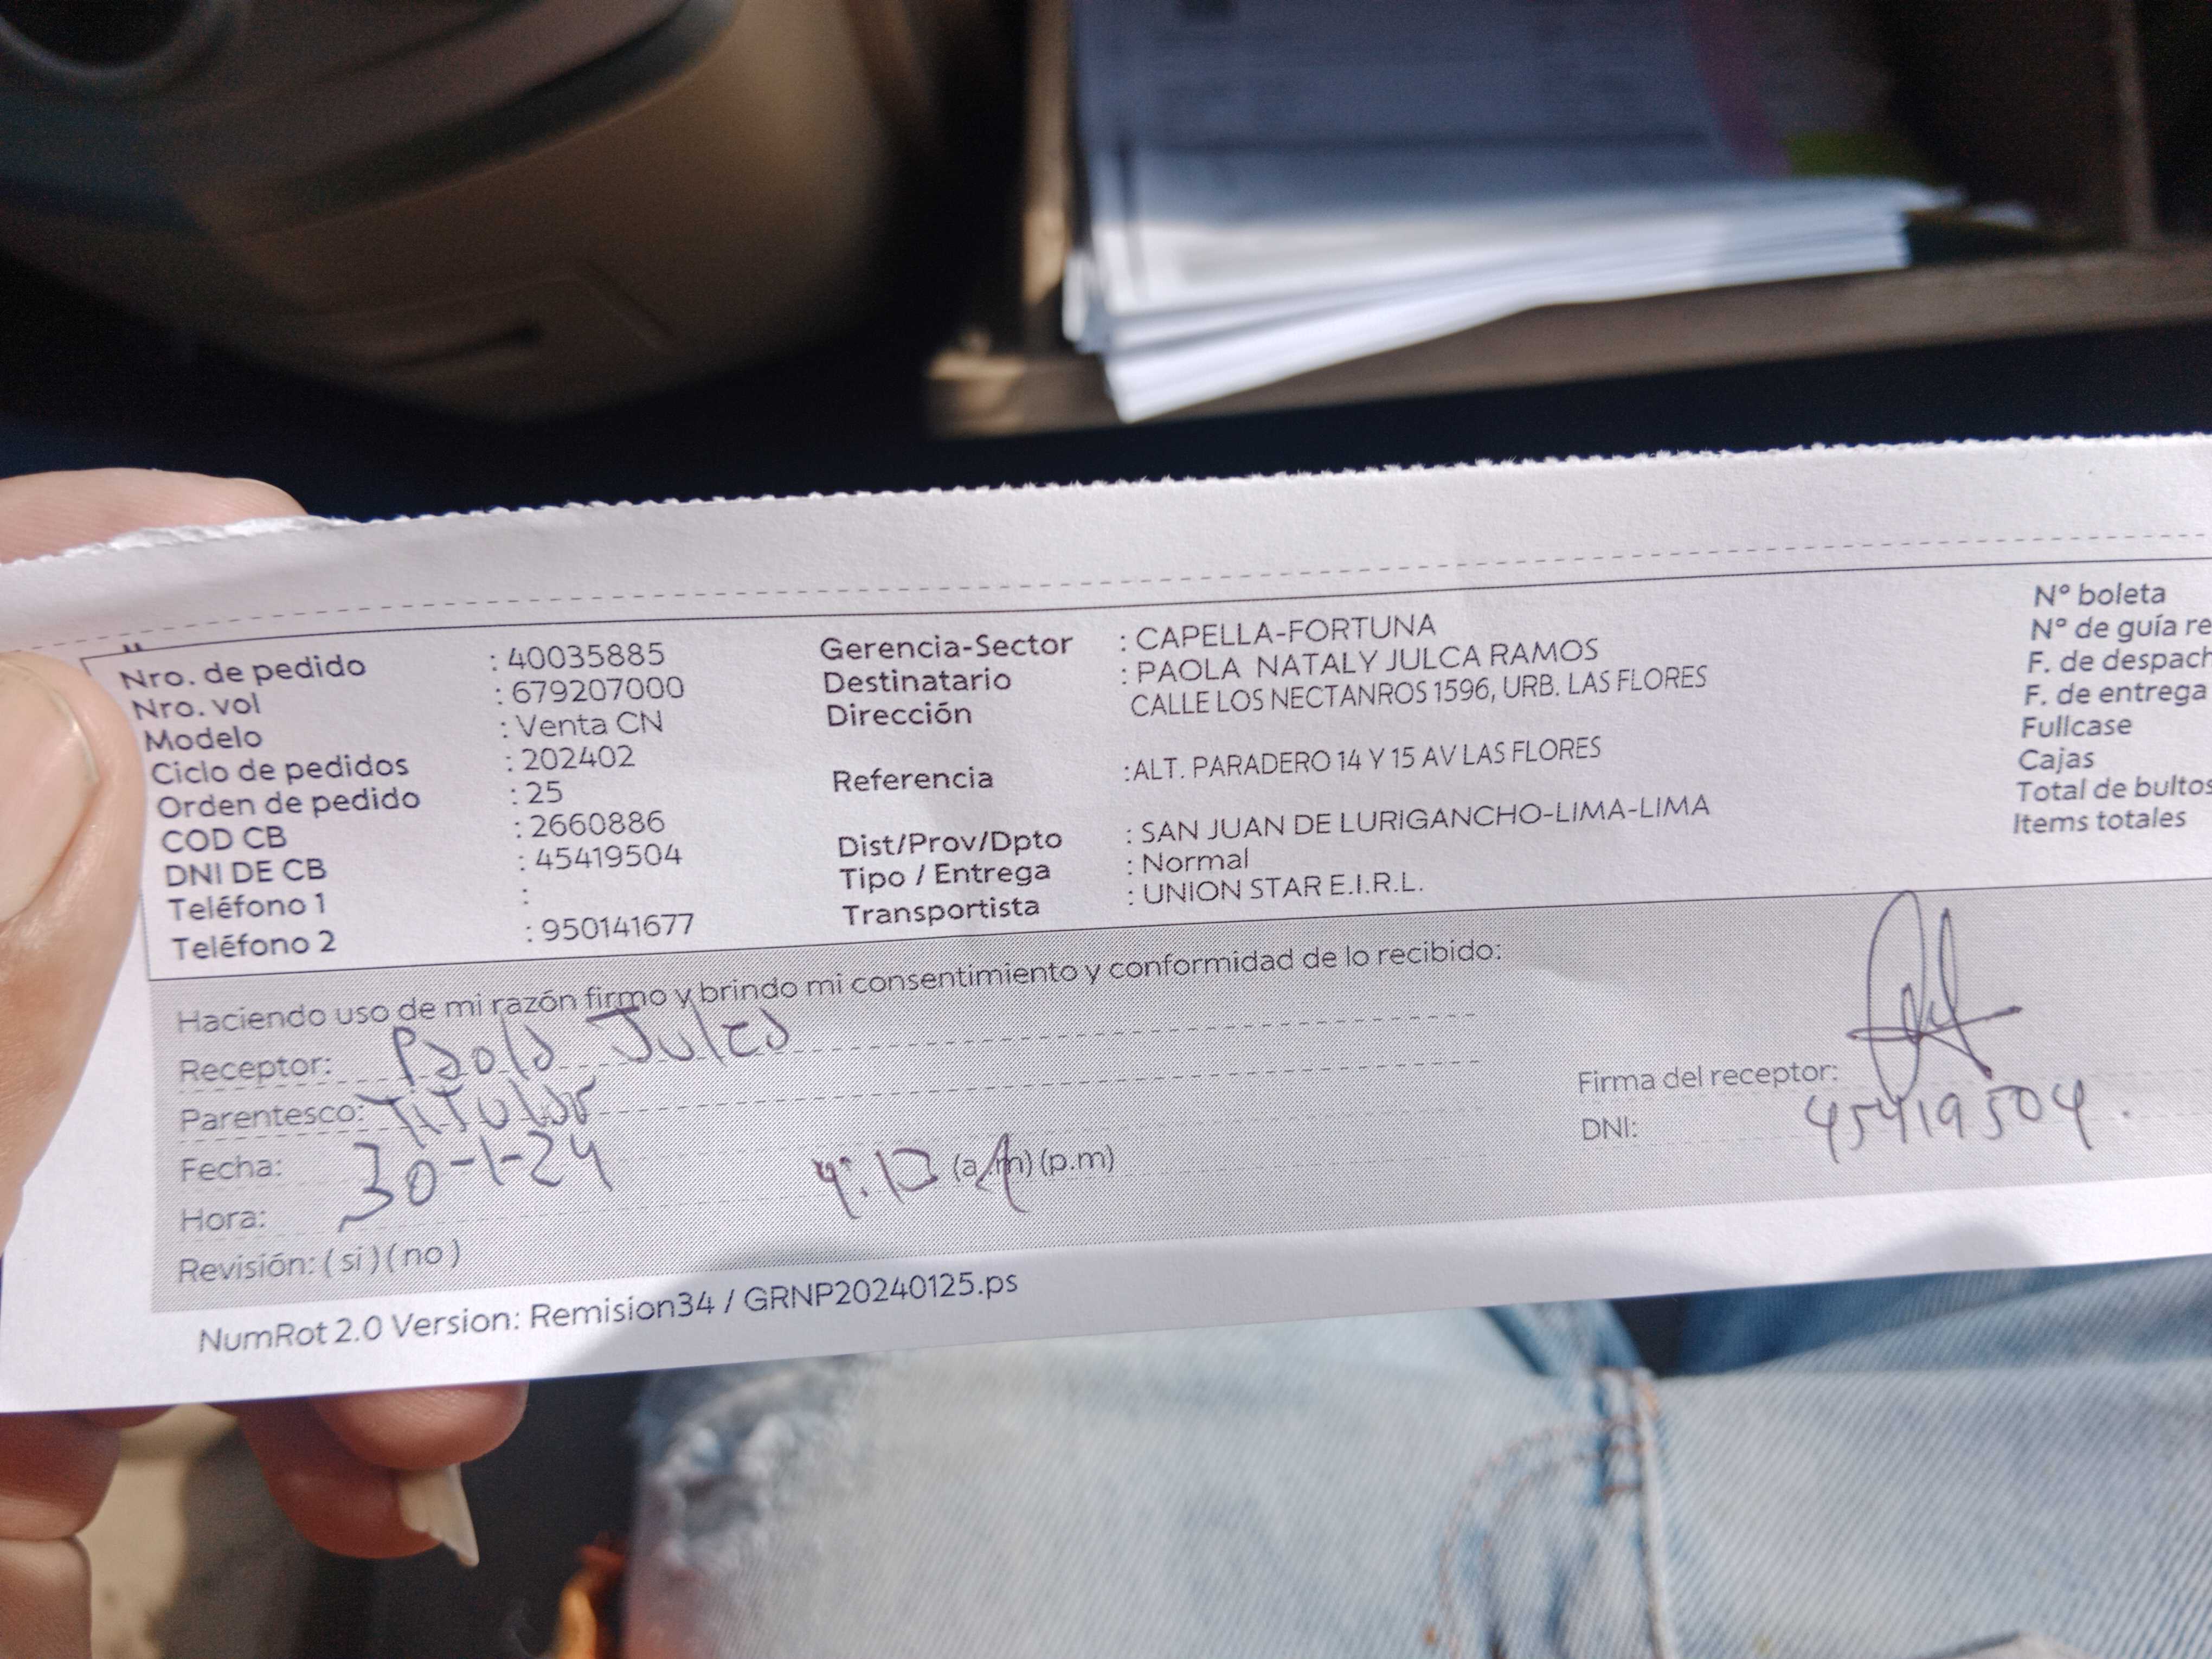 Nro. de pedido : 40035885
Nro. vol : 679207000
Modelo : Venta CN
Ciclo de pedidos : 202402
Orden de pedido : 25
COD CB : 2660886
DNI DE CB : 45419504
Teléfono 1 :
Teléfono 2 : 950141677
Gerencia-Sector : CAPELLA-FORTUNA
Destinatario : PAOLA NATALY JULCA RAMOS
Dirección CALLE LOS NECTANROS 1596, URB. LAS FLORES
Referencia : ALT. PARADERO 14 Y 15 AV LAS FLORES
Dist/Prov/Dpto : SAN JUAN DE LURIGANCHO-LIMA-LIMA
Tipo / Entrega : Normal
Transportista : UNION STAR E.I.R.L.
N° boleta
N° de guía re
F. de despach
F. de entrega
Fullcase
Cajas
Total de bultos
Items totales
Haciendo uso de mi razón firmo y brindo mi consentimiento y conformidad de lo recibido:
Receptor: Paola Julca
Parentesco: Titular
Fecha: 30-1-24
Hora: (a.m) (p.m)
Revisión: ( si ) ( no )
Firma del receptor:
DNI: 45419504
NumRot 2.0 Version: Remision34 / GRNP20240125.ps